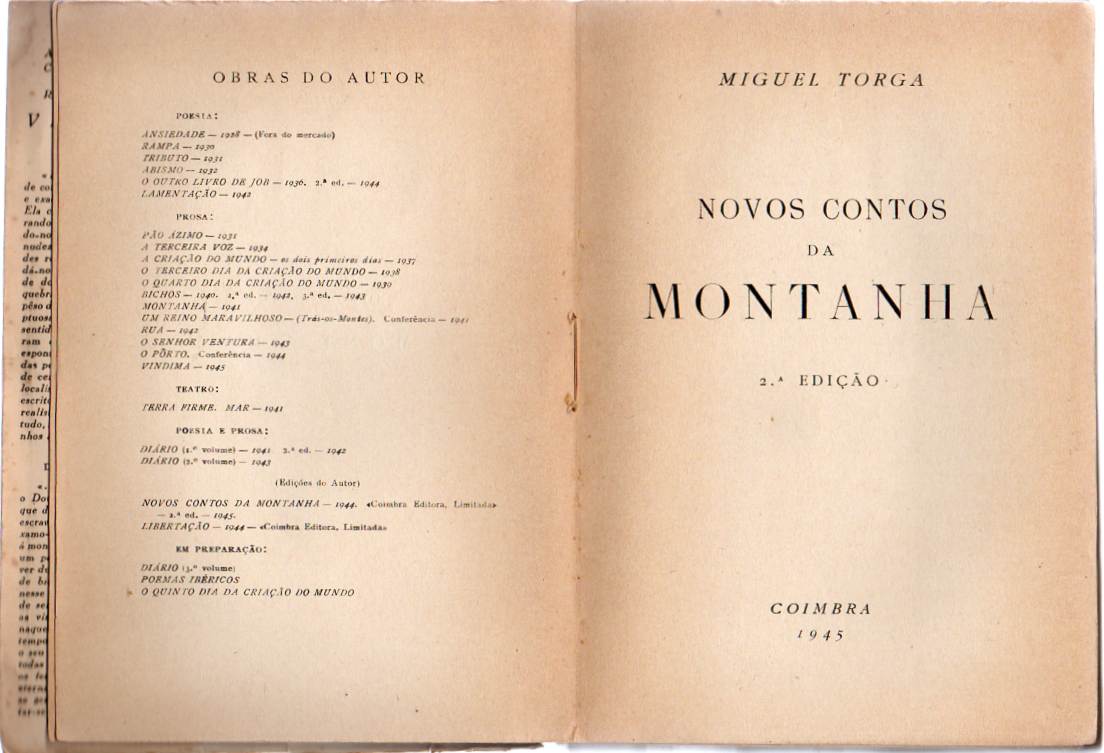 OBRAS DO AUTOR
POESIA:
ANSIEDADE — 1928 — (Fora do mercado)
RAMPA — 1930
TRIBUTO — 1931
ABISMO — 1932
O OUTRO LIVRO DE JOB — 1936. 2.ª ed. — 1944
LAMENTAÇÃO — 1942
PROSA:
PÃO ÁZIMO — 1931
A TERCEIRA VOZ — 1934
A CRIAÇÃO DO MUNDO — os dois primeiros dias — 1937
O TERCEIRO DIA DA CRIAÇÃO DO MUNDO — 1938
O QUARTO DIA DA CRIAÇÃO DO MUNDO — 1939
BICHOS — 1940. 2.ª ed. — 1942. 3.ª ed. — 1943
MONTANHA — 1941
UM REINO MARAVILHOSO — (Trás-os-Montes). Conferência — 1941
RUA — 1942
O SENHOR VENTURA — 1943
O PÔRTO. Conferência — 1944
VINDIMA — 1945
TEATRO:
TERRA FIRME. MAR — 1941
POESIA E PROSA:
DIÁRIO (1.º volume) — 1941 2.ª ed. — 1942
DIÁRIO (2.º volume) — 1943
(Edições do Autor)
NOVOS CONTOS DA MONTANHA — 1944. «Coimbra Editora, Limitada»
— 2.ª ed. — 1945.
LIBERTAÇÃO — 1944 — «Coimbra Editora, Limitada»
EM PREPARAÇÃO:
DIÁRIO (3.º volume)
POEMAS IBÉRICOS
O QUINTO DIA DA CRIAÇÃO DO MUNDO
MIGUEL TORGA
NOVOS CONTOS
DA
MONTANHA
2.ª EDIÇÃO
COIMBRA
1945